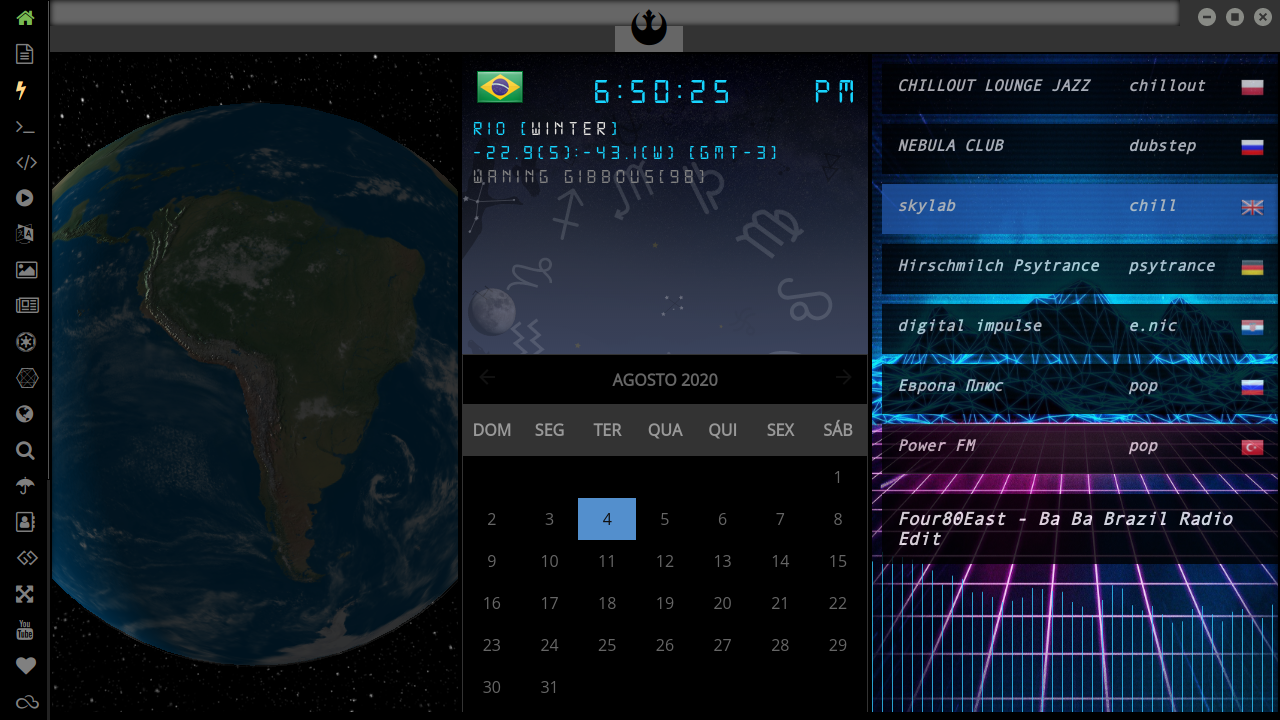 6:50:25 PM
RIO [WINTER]
-22.9(S):-43.1(W) [GMT-3]
WANING GIBBOUS[98]
AGOSTO 2020
DOM SEG TER QUA QUI SEX SÁB
1
2 3 4 5 6 7 8
9 10 11 12 13 14 15
16 17 18 19 20 21 22
23 24 25 26 27 28 29
30 31
CHILLOUT LOUNGE JAZZ chillout
NEBULA CLUB dubstep
skylab chill
Hirschmilch Psytrance psytrance
digital impulse e.nic
Европа Плюс pop
Power FM pop
Four80East - Ba Ba Brazil Radio
Edit
You
Tube